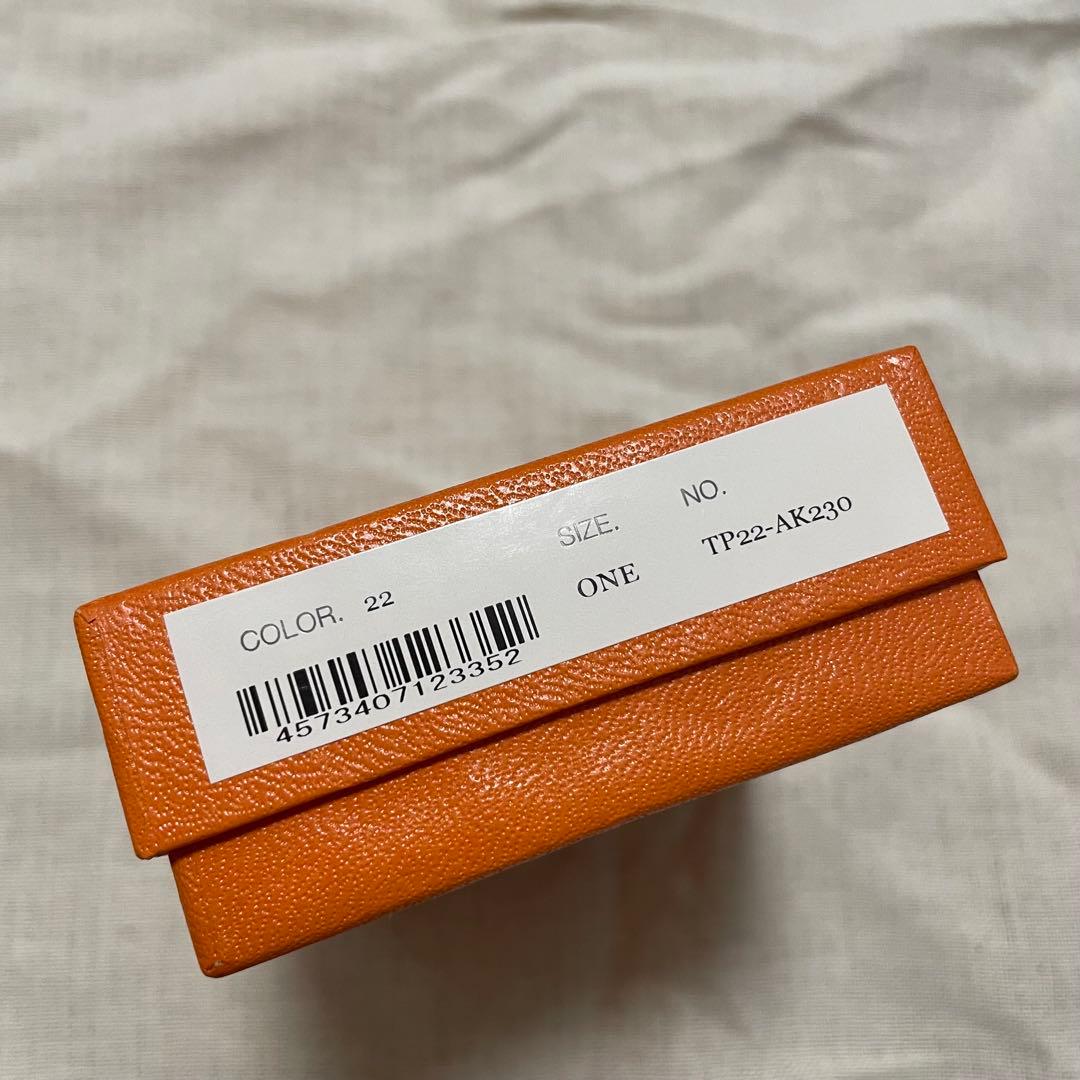 COLOR. 22
4573407123352
SIZE.
ONE
NO.
TP22-AK230